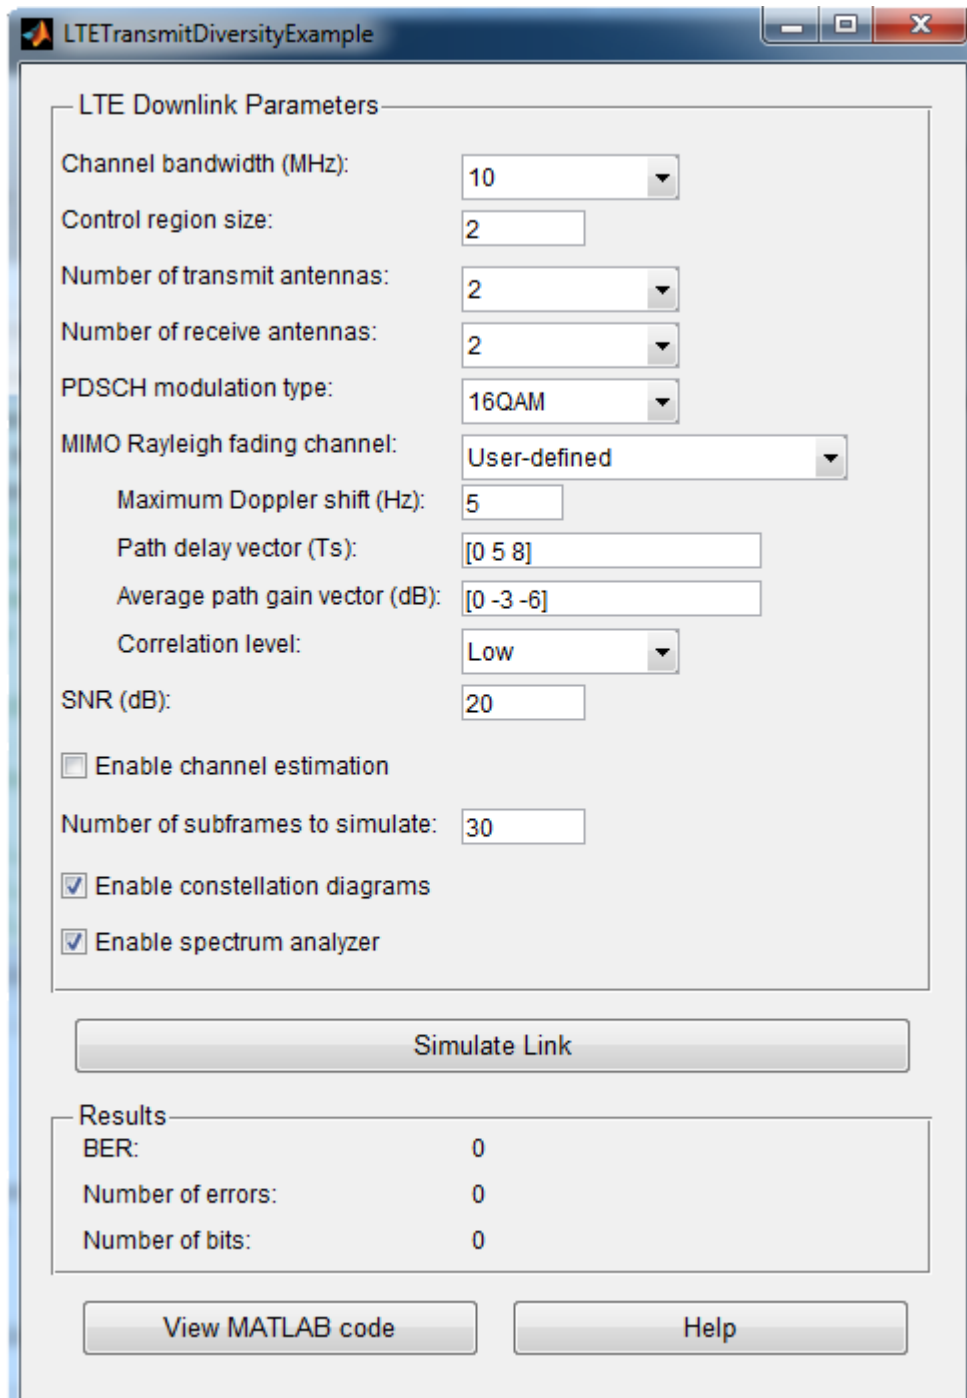 LTETransmitDiversityExample
LTE Downlink Parameters
Channel bandwidth (MHz): 10
Control region size: 2
Number of transmit antennas: 2
Number of receive antennas: 2
PDSCH modulation type: 16QAM
MIMO Rayleigh fading channel: User-defined
Maximum Doppler shift (Hz): 5
Path delay vector (Ts): [0 5 8]
Average path gain vector (dB): [0 -3 -6]
Correlation level: Low
SNR (dB): 20
Enable channel estimation
Number of subframes to simulate: 30
Enable constellation diagrams
Enable spectrum analyzer
Simulate Link
Results
BER: 0
Number of errors: 0
Number of bits: 0
View MATLAB code Help